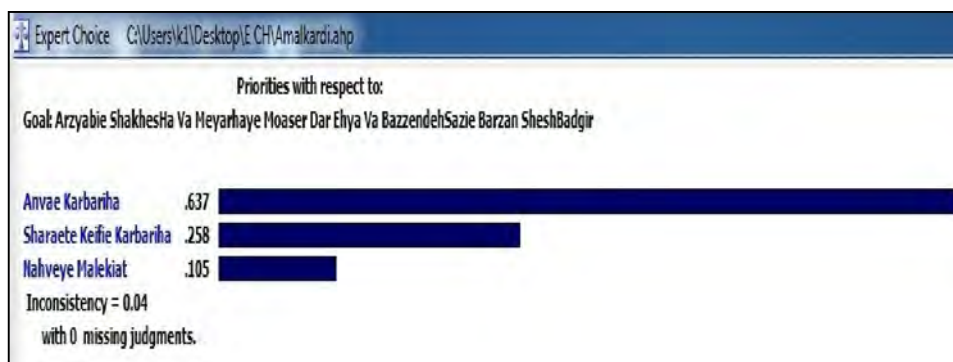 Expert Choice C:\Users\k1\Desktop\E CH\Amalkardi.ahp
Priorities with respect to:
Goal: Arzyabie ShakhesHa Va Meyarhaye Moaser Dar Ehya Va BazzendehSazie Barzan SheshBadgir
Anvae Karbariha .637
Sharaete Keifie Karbariha .258
Nahveye Malekiat .105
Inconsistency = 0.04
with 0 missing judgments.